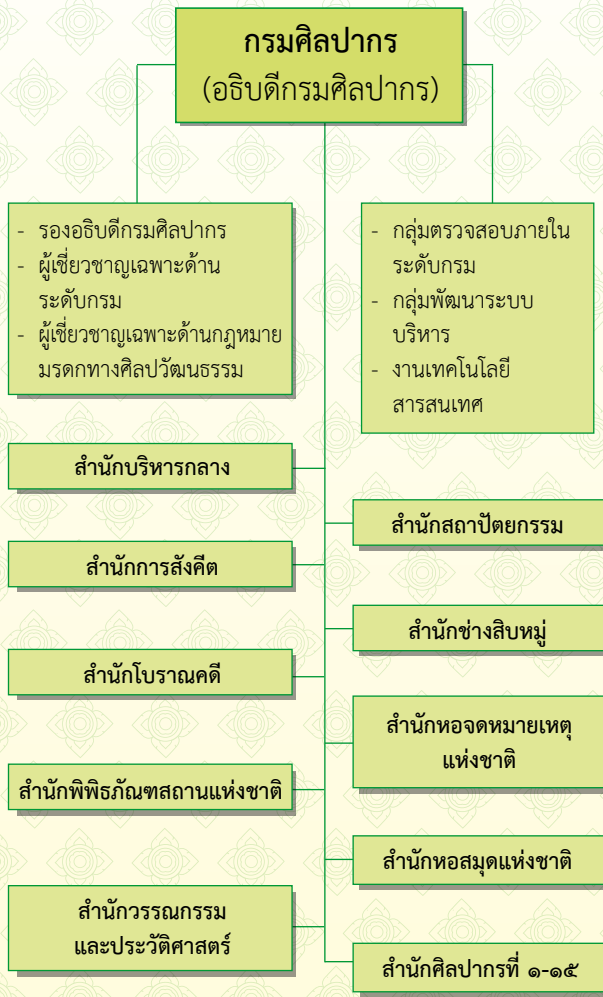 กรมศิลปากร
(อธิบดีกรมศิลปากร)
- รองอธิบดีกรมศิลปากร
- ผู้เชี่ยวชาญเฉพาะด้าน
ระดับกรม
- ผู้เชี่ยวชาญเฉพาะด้านกฎหมาย
มรดกทางศิลปวัฒนธรรม
- กลุ่มตรวจสอบภายใน
ระดับกรม
- กลุ่มพัฒนาระบบ
บริหาร
- งานเทคโนโลยี
สารสนเทศ
สำนักบริหารกลาง
สำนักสถาปัตยกรรม
สำนักการสังคีต
สำนักช่างสิบหมู่
สำนักโบราณคดี
สำนักหอจดหมายเหตุ
แห่งชาติ
สำนักพิพิธภัณฑสถานแห่งชาติ
สำนักหอสมุดแห่งชาติ
สำนักวรรณกรรม
และประวัติศาสตร์
สำนักศิลปากรที่ ๑-๑๕